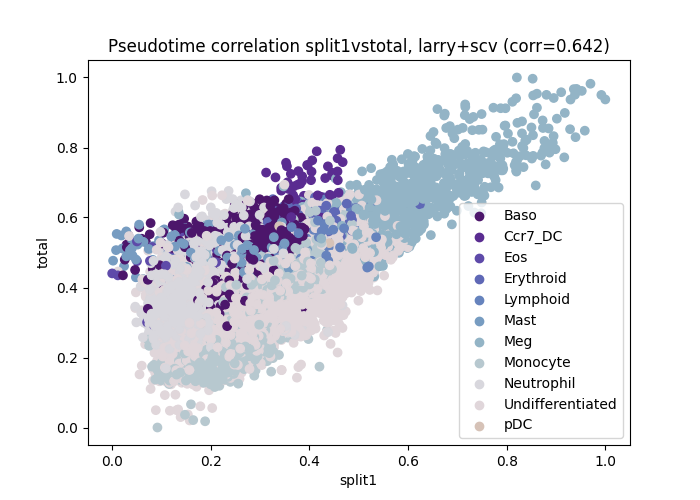 Pseudotime correlation split1vstotal, larry+scv (corr=0.642)
1.0
0.8
0.6
0.4
0.2
0.0
total
Baso
Ccr7_DC
Eos
Erythroid
Lymphoid
Mast
Meg
Monocyte
Neutrophil
Undifferentiated
pDC
0.0 0.2 0.4 0.6 0.8 1.0
split1